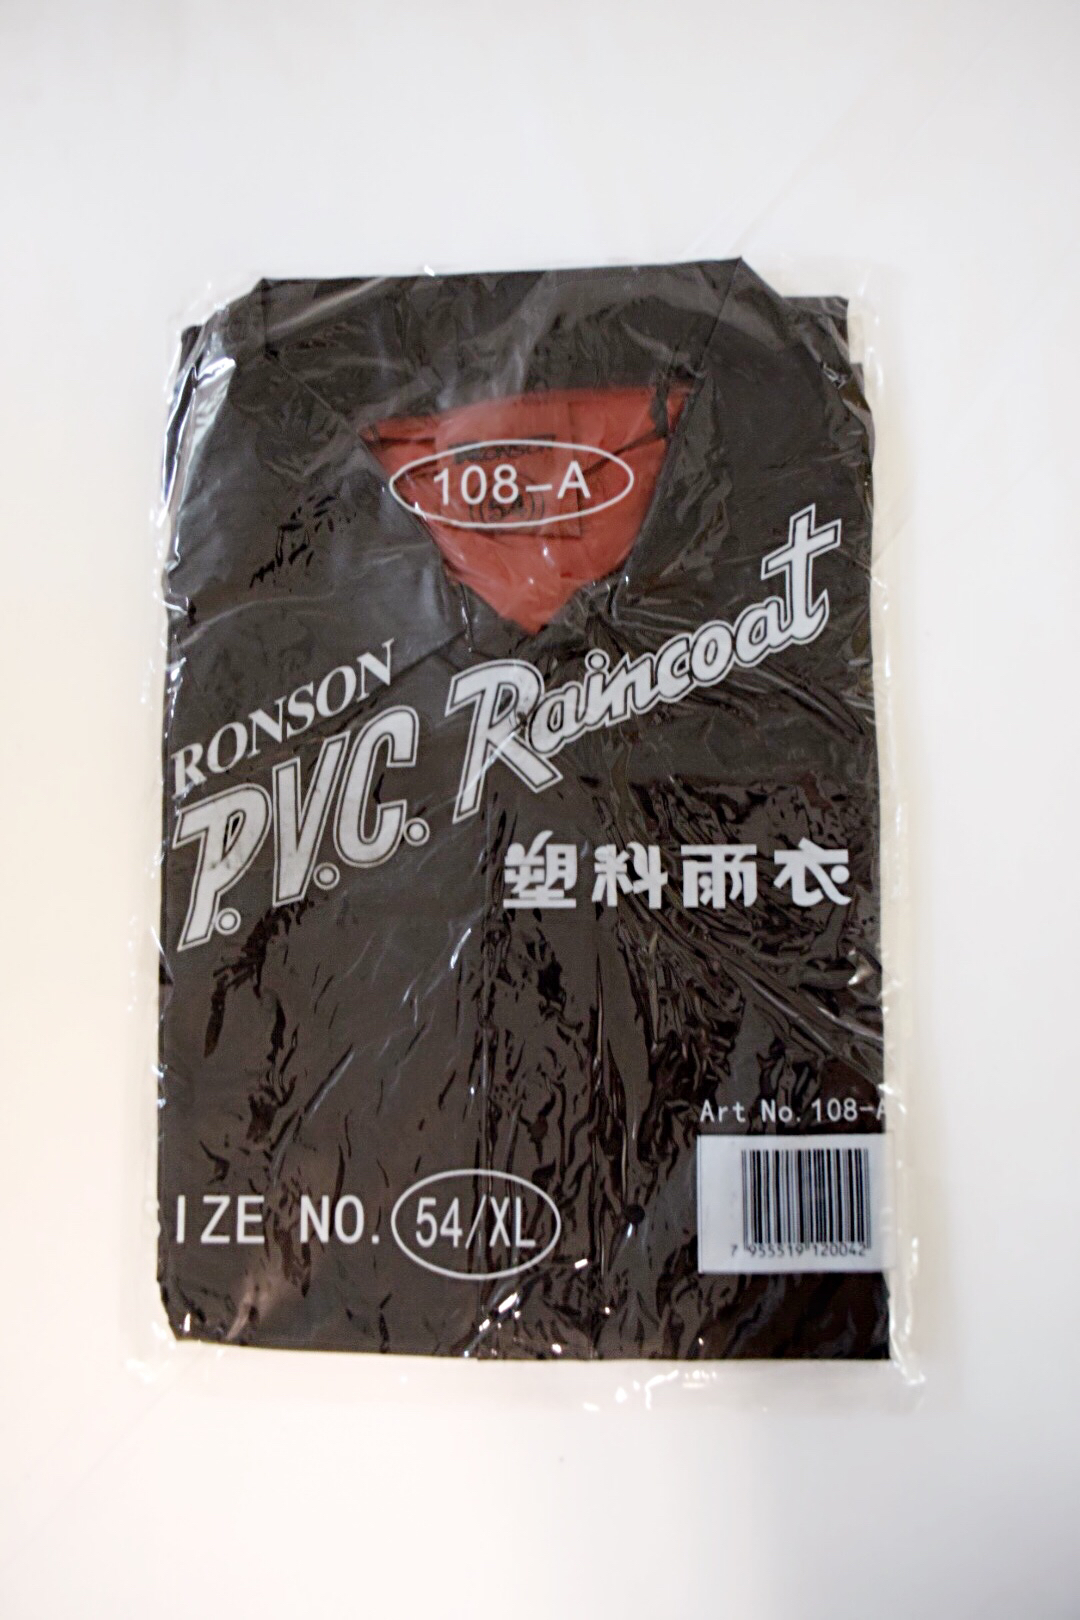 108-A
RONSON
P.V.C. Raincoat
塑料雨衣
Art No. 108-A
IZE NO. 54/XL
7 955519 120042